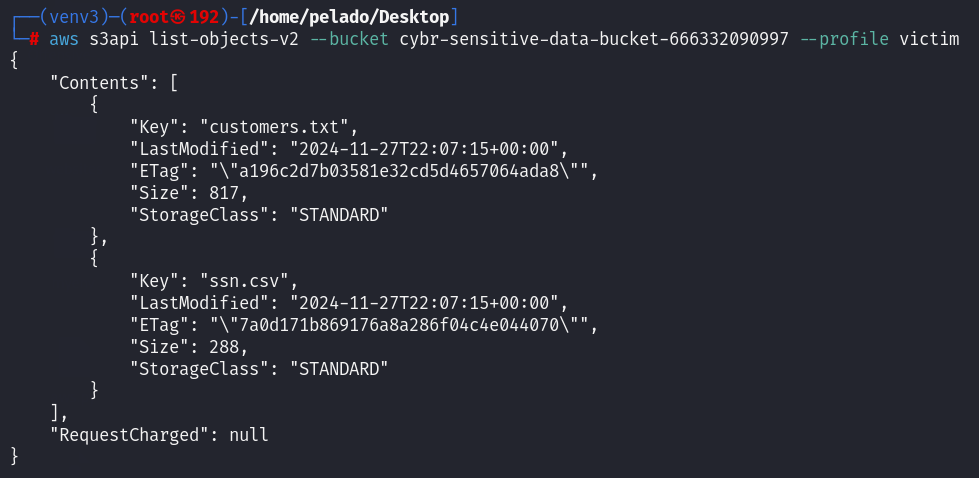 ┌──(venv3)─(root㉿192)-[/home/pelado/Desktop]
└─# aws s3api list-objects-v2 --bucket cybr-sensitive-data-bucket-666332090997 --profile victim
{
    "Contents": [
        {
            "Key": "customers.txt",
            "LastModified": "2024-11-27T22:07:15+00:00",
            "ETag": "\"a196c2d7b03581e32cd5d4657064ada8\"",
            "Size": 817,
            "StorageClass": "STANDARD"
        },
        {
            "Key": "ssn.csv",
            "LastModified": "2024-11-27T22:07:15+00:00",
            "ETag": "\"7a0d171b869176a8a286f04c4e044070\"",
            "Size": 288,
            "StorageClass": "STANDARD"
        }
    ],
    "RequestCharged": null
}